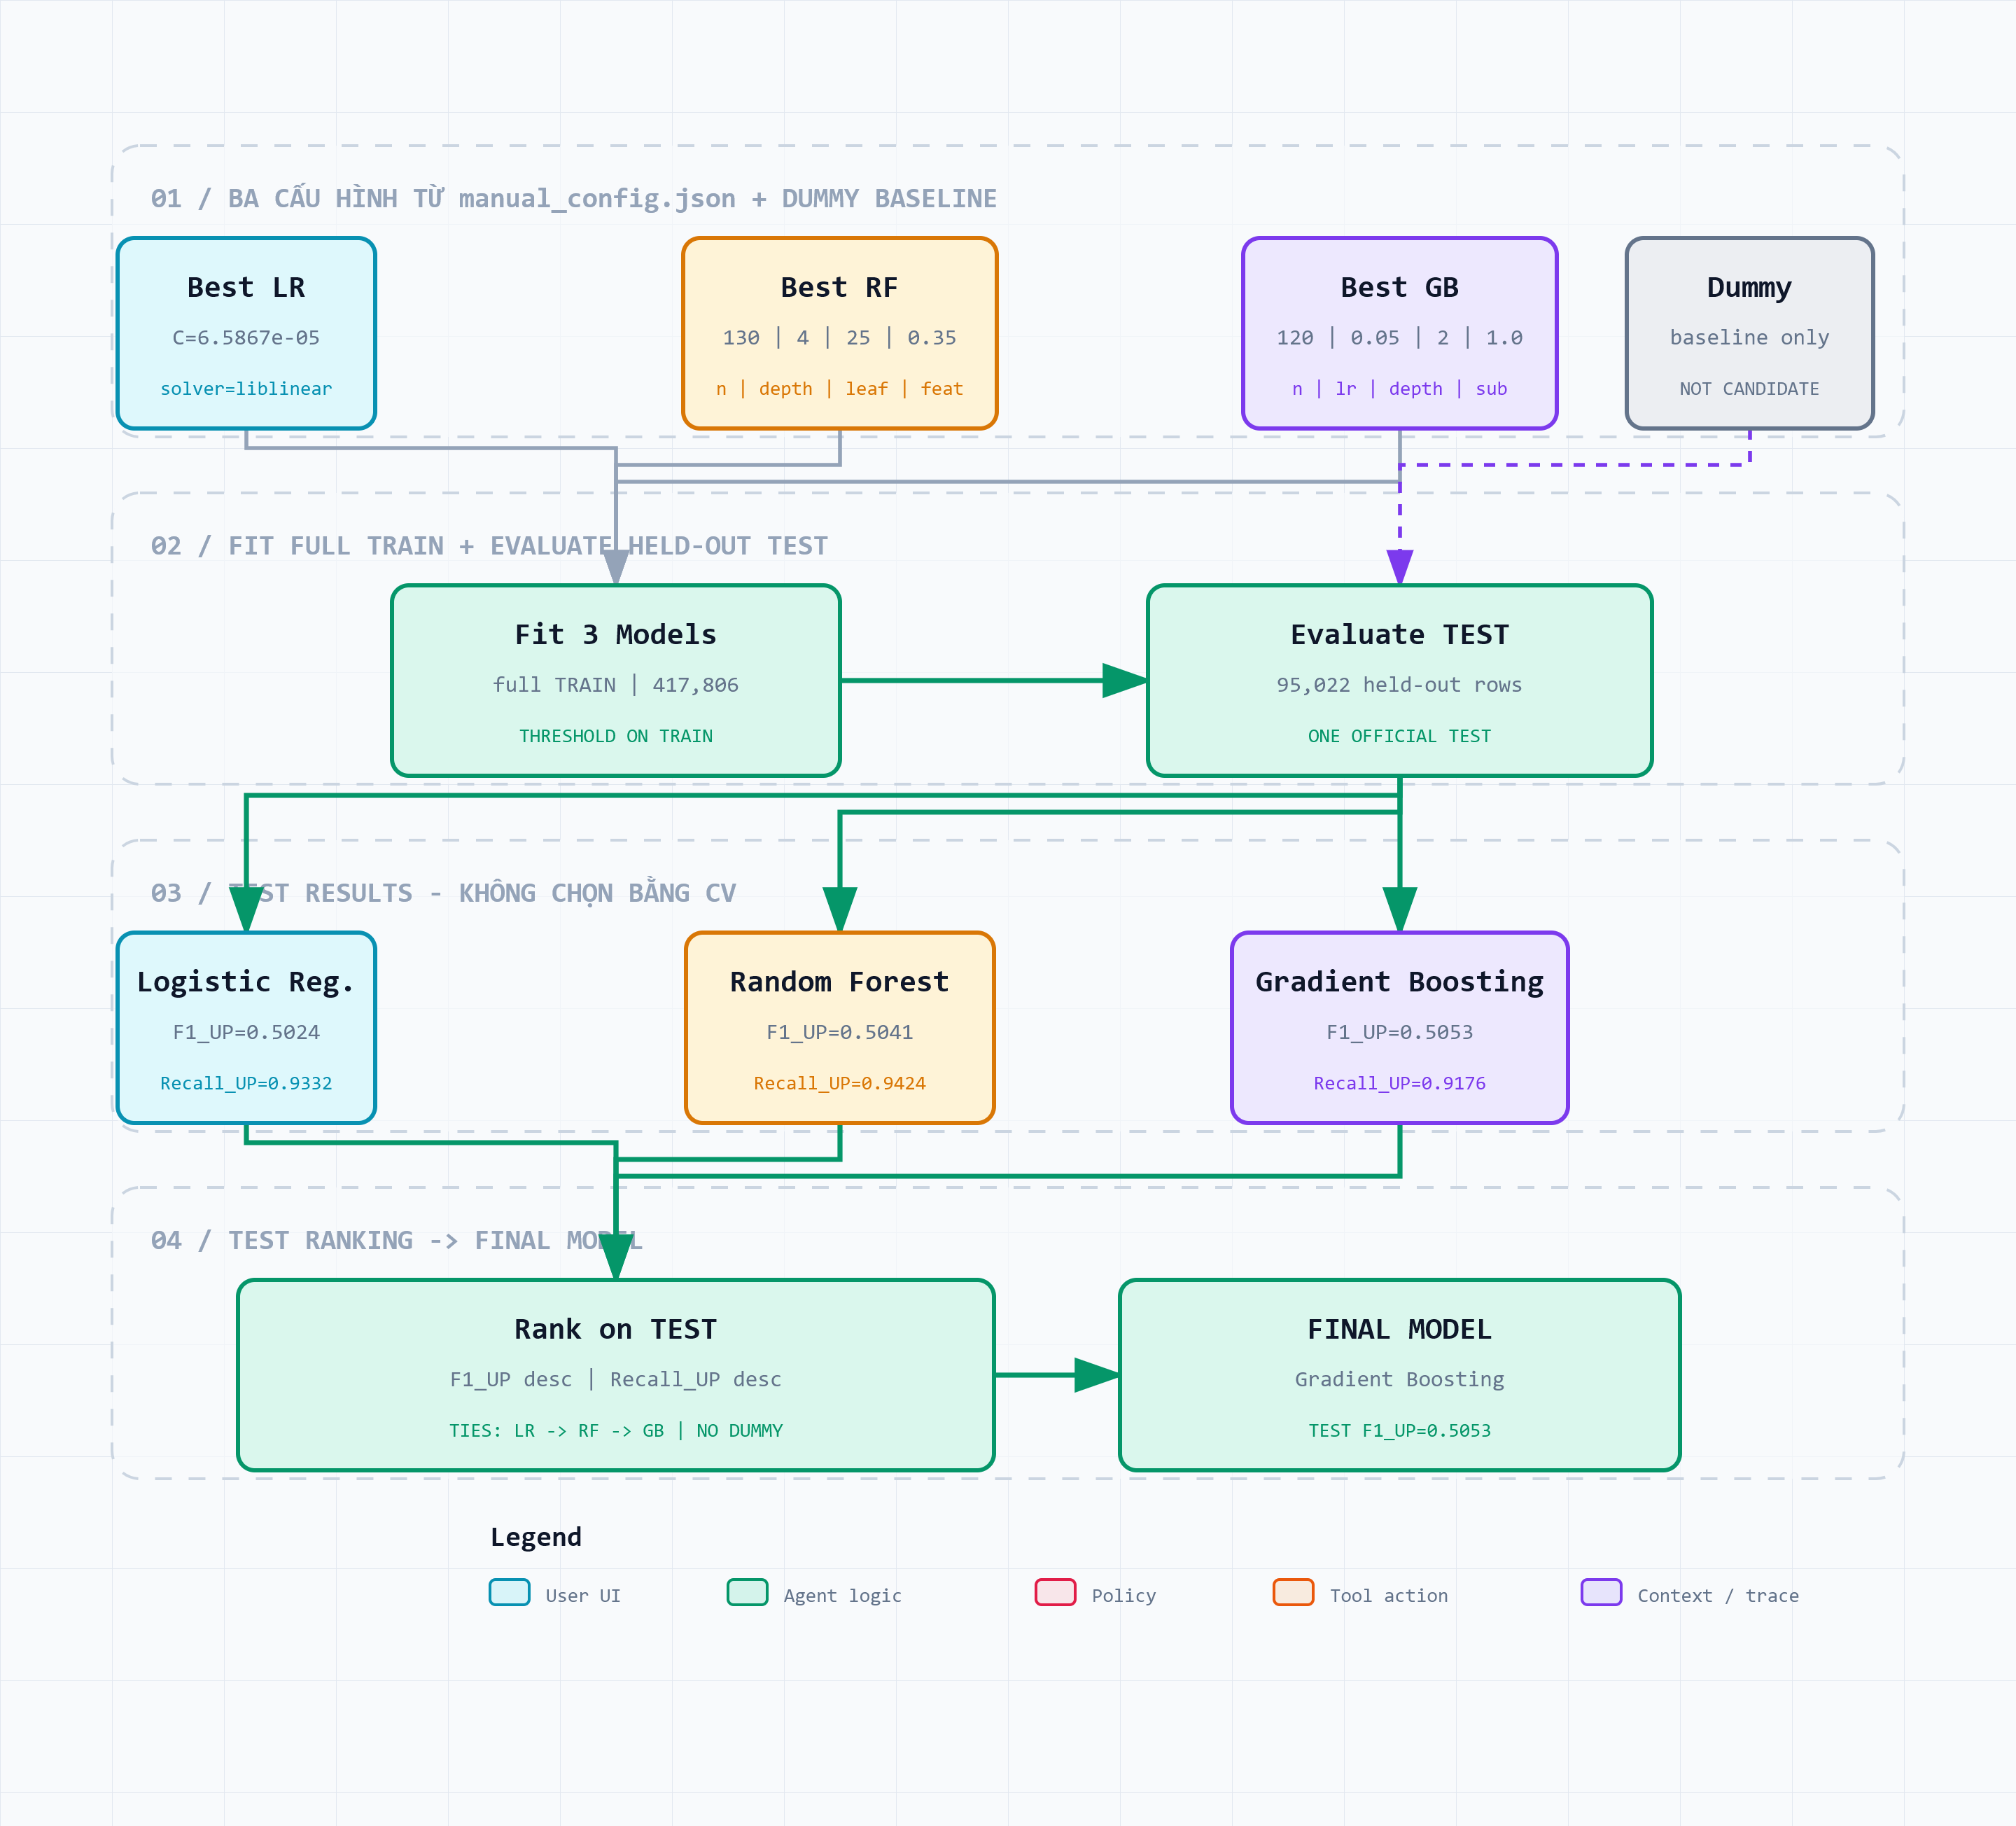 01 / BA CẤU HÌNH TỪ manual_config.json + DUMMY BASELINE
Best LR
C=6.5867e-05
solver=liblinear
Best RF
130 | 4 | 25 | 0.35
n | depth | leaf | feat
Best GB
120 | 0.05 | 2 | 1.0
n | lr | depth | sub
Dummy
baseline only
NOT CANDIDATE
02 / FIT FULL TRAIN + EVALUATE HELD-OUT TEST
Fit 3 Models
full TRAIN | 417,806
THRESHOLD ON TRAIN
Evaluate TEST
95,022 held-out rows
ONE OFFICIAL TEST
03 / TEST RESULTS - KHÔNG CHỌN BẰNG CV
Logistic Reg.
F1_UP=0.5024
Recall_UP=0.9332
Random Forest
F1_UP=0.5041
Recall_UP=0.9424
Gradient Boosting
F1_UP=0.5053
Recall_UP=0.9176
04 / TEST RANKING -> FINAL MODEL
Rank on TEST
F1_UP desc | Recall_UP desc
TIES: LR -> RF -> GB | NO DUMMY
FINAL MODEL
Gradient Boosting
TEST F1_UP=0.5053
Legend
User UI
Agent logic
Policy
Tool action
Context / trace